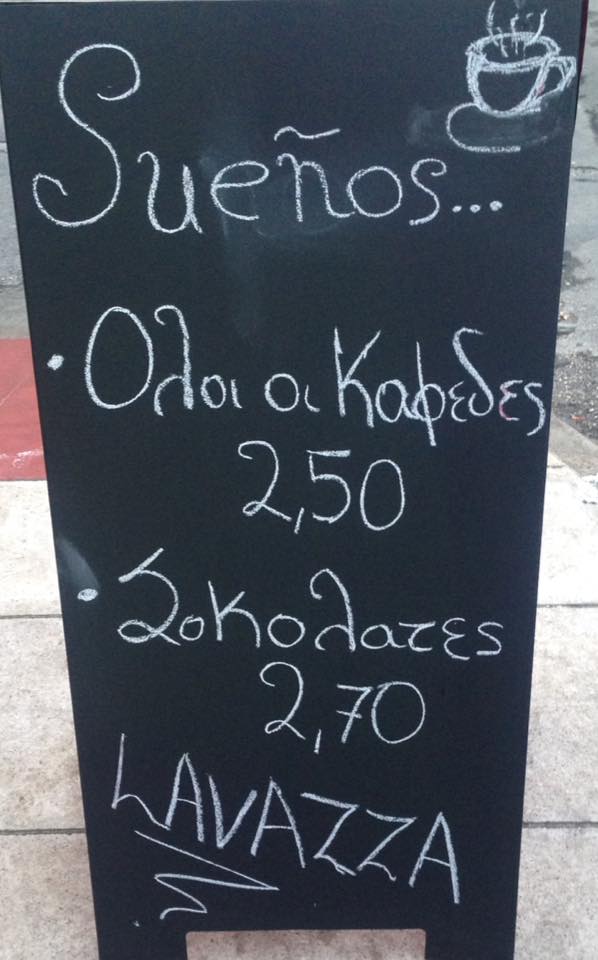 Sueños...
• Ολοι οι Καφεδες
2,50
• Σοκολατες
2,70
LAVAZZA